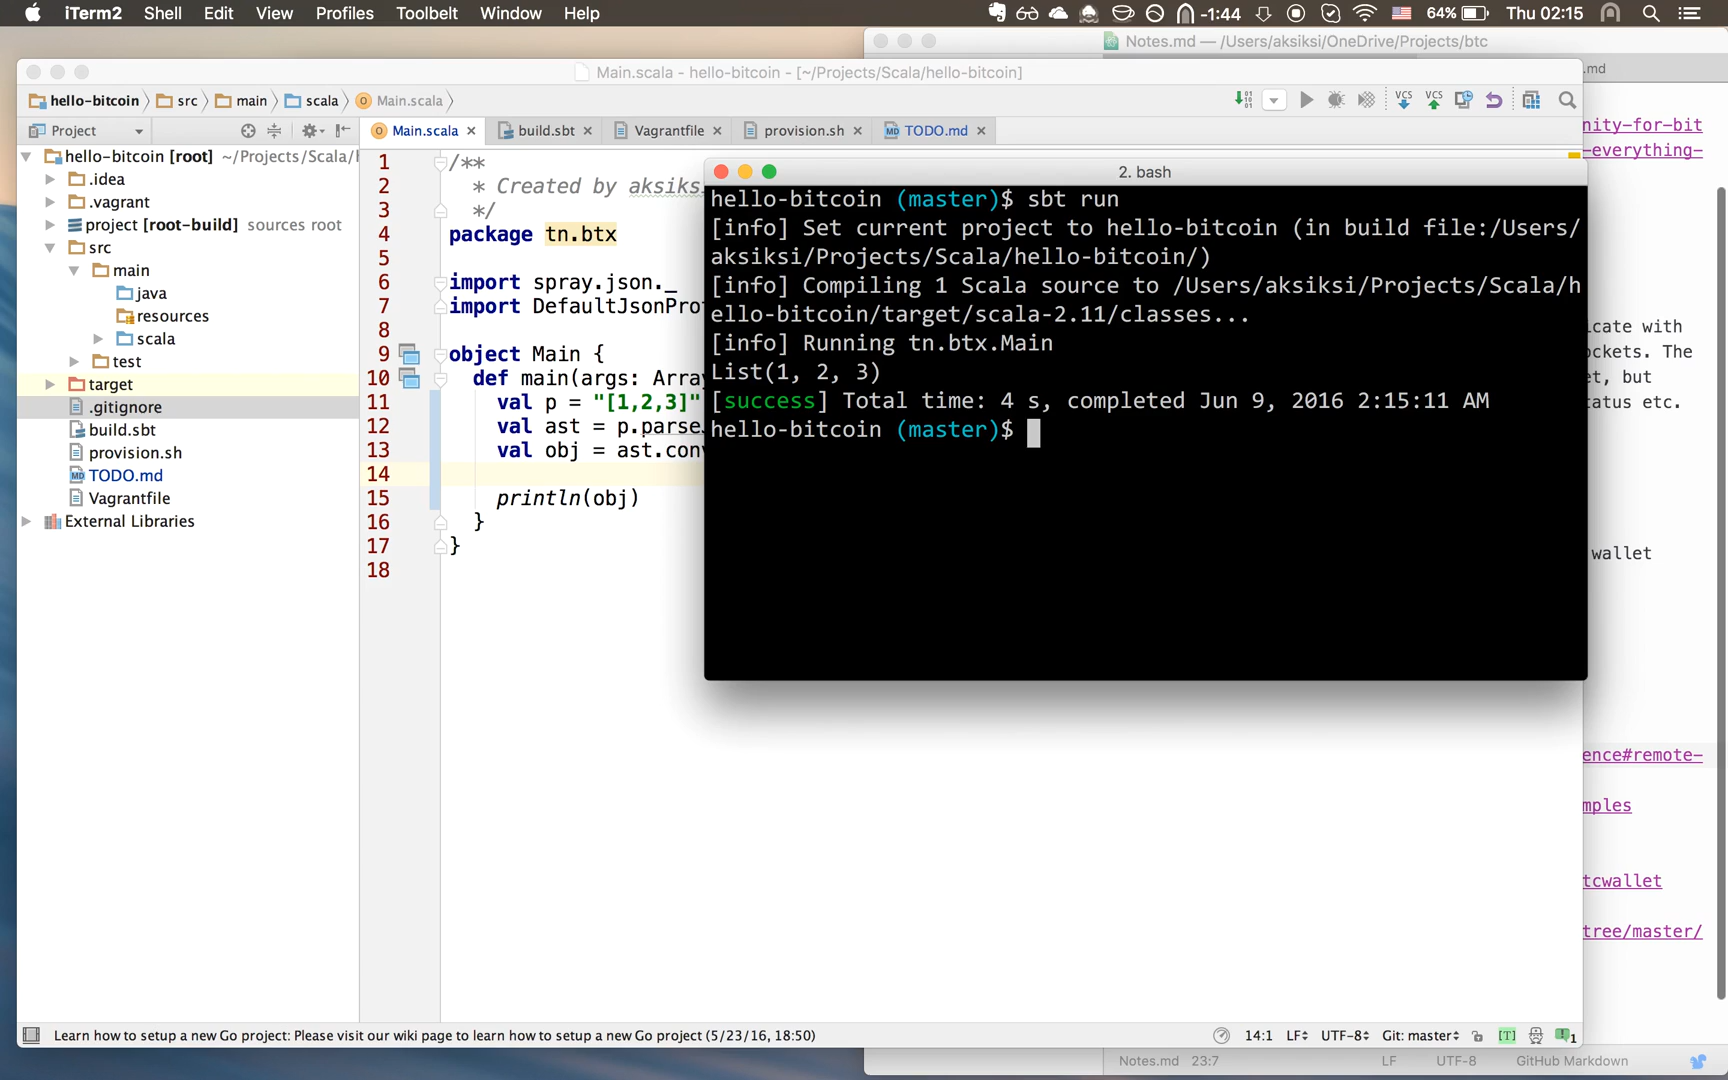 iTerm2 Shell Edit View Profiles Toolbelt Window Help -1:44 64% Thu 02:15
Notes.md — /Users/aksiksi/OneDrive/Projects/btc
.md
Main.scala - hello-bitcoin - [~/Projects/Scala/hello-bitcoin]
hello-bitcoin src main scala Main.scala
Project
Main.scala build.sbt Vagrantfile provision.sh TODO.md
hello-bitcoin [root] ~/Projects/Scala/h
.idea
.vagrant
project [root-build] sources root
src
main
java
resources
scala
test
target
.gitignore
build.sbt
provision.sh
TODO.md
Vagrantfile
External Libraries
1 /**
2 * Created by aksiks
3 */
4 package tn.btx
5
6 import spray.json._
7 import DefaultJsonProt
8
9 object Main {
10 def main(args: Array
11 val p = "[1,2,3]"
12 val ast = p.parseJ
13 val obj = ast.conv
14
15 println(obj)
16 }
17 }
18
2. bash
hello-bitcoin (master)$ sbt run
[info] Set current project to hello-bitcoin (in build file:/Users/
aksiksi/Projects/Scala/hello-bitcoin/)
[info] Compiling 1 Scala source to /Users/aksiksi/Projects/Scala/h
ello-bitcoin/target/scala-2.11/classes...
[info] Running tn.btx.Main
List(1, 2, 3)
[success] Total time: 4 s, completed Jun 9, 2016 2:15:11 AM
hello-bitcoin (master)$
nity-for-bit
-everything-
icate with
ockets. The
et, but
tatus etc.
wallet
ence#remote-
mples
tcwallet
tree/master/
Learn how to setup a new Go project: Please visit our wiki page to learn how to setup a new Go project (5/23/16, 18:50)
14:1 LF UTF-8 Git: master [T] 1
Notes.md 23:7 LF UTF-8 GitHub Markdown